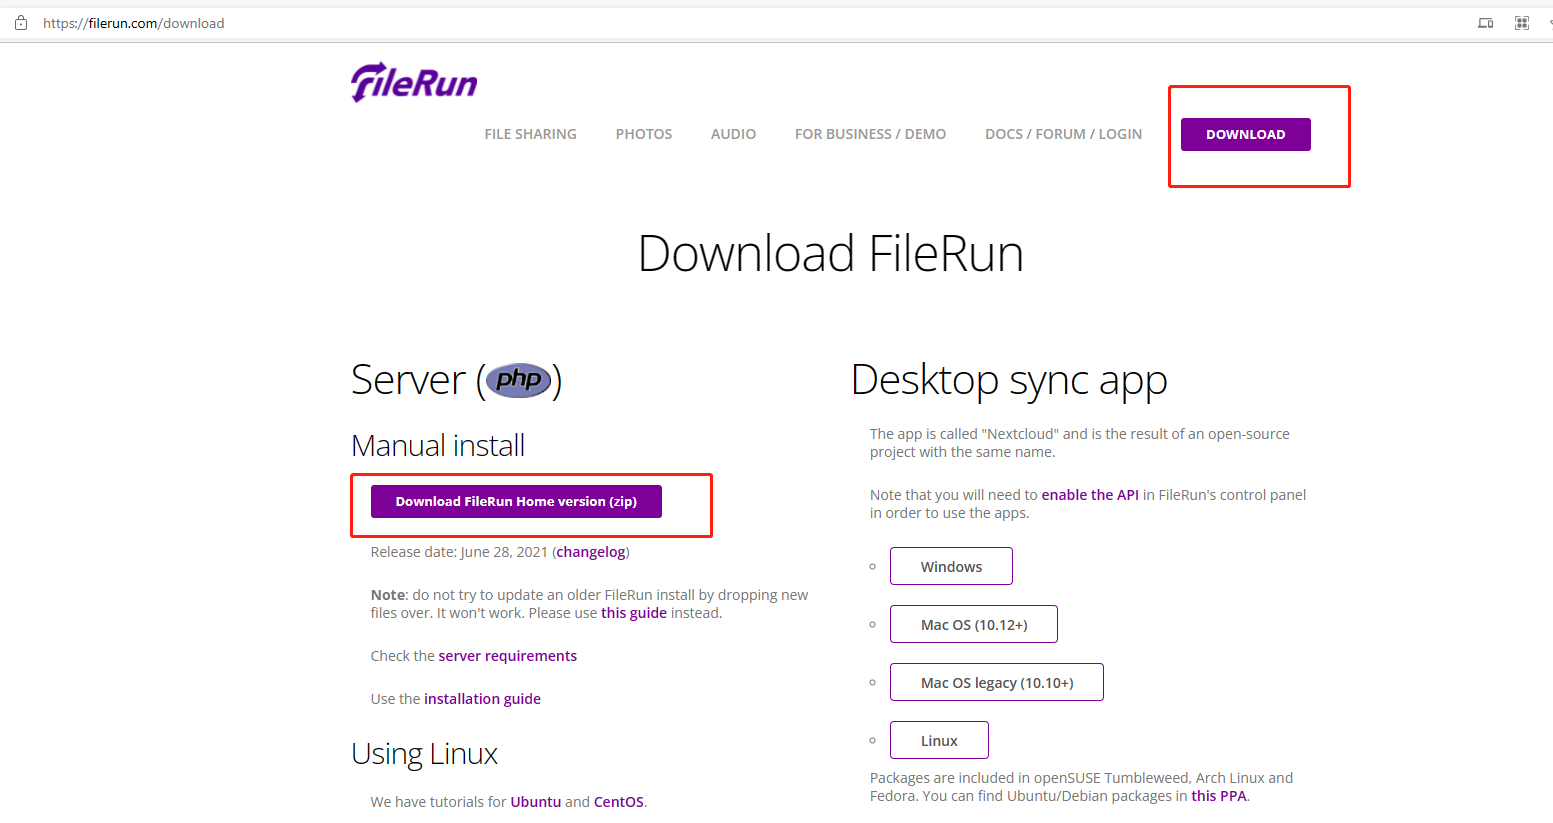 https://filerun.com/download
FileRun
FILE SHARING PHOTOS AUDIO FOR BUSINESS / DEMO DOCS / FORUM / LOGIN DOWNLOAD
Download FileRun
Server (php)
Manual install
Download FileRun Home version (zip)
Release date: June 28, 2021 (changelog)
Note: do not try to update an older FileRun install by dropping new
files over. It won't work. Please use this guide instead.
Check the server requirements
Use the installation guide
Using Linux
We have tutorials for Ubuntu and CentOS.
Desktop sync app
The app is called "Nextcloud" and is the result of an open-source
project with the same name.
Note that you will need to enable the API in FileRun's control panel
in order to use the apps.
Windows
Mac OS (10.12+)
Mac OS legacy (10.10+)
Linux
Packages are included in openSUSE Tumbleweed, Arch Linux and
Fedora. You can find Ubuntu/Debian packages in this PPA.